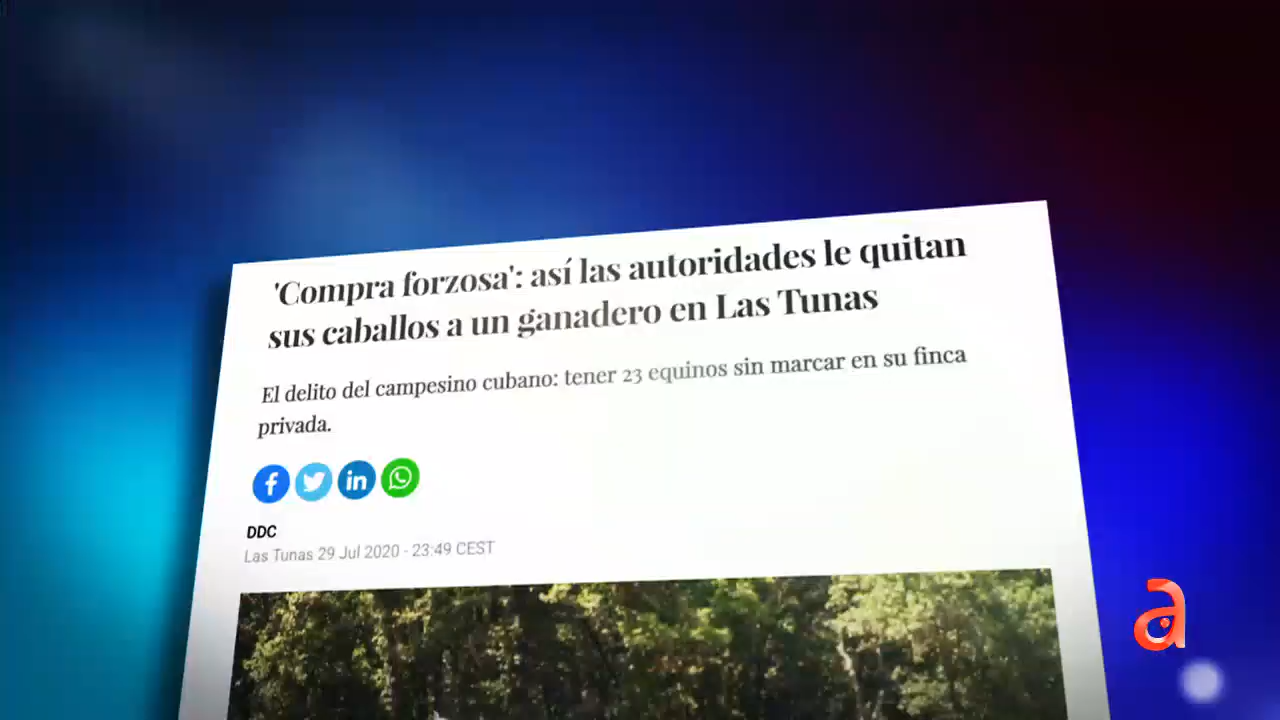 'Compra forzosa': así las autoridades le quitan
sus caballos a un ganadero en Las Tunas
El delito del campesino cubano: tener 23 equinos sin marcar en su finca
privada.
f in
DDC
Las Tunas 29 Jul 2020 - 23:49 CEST
a